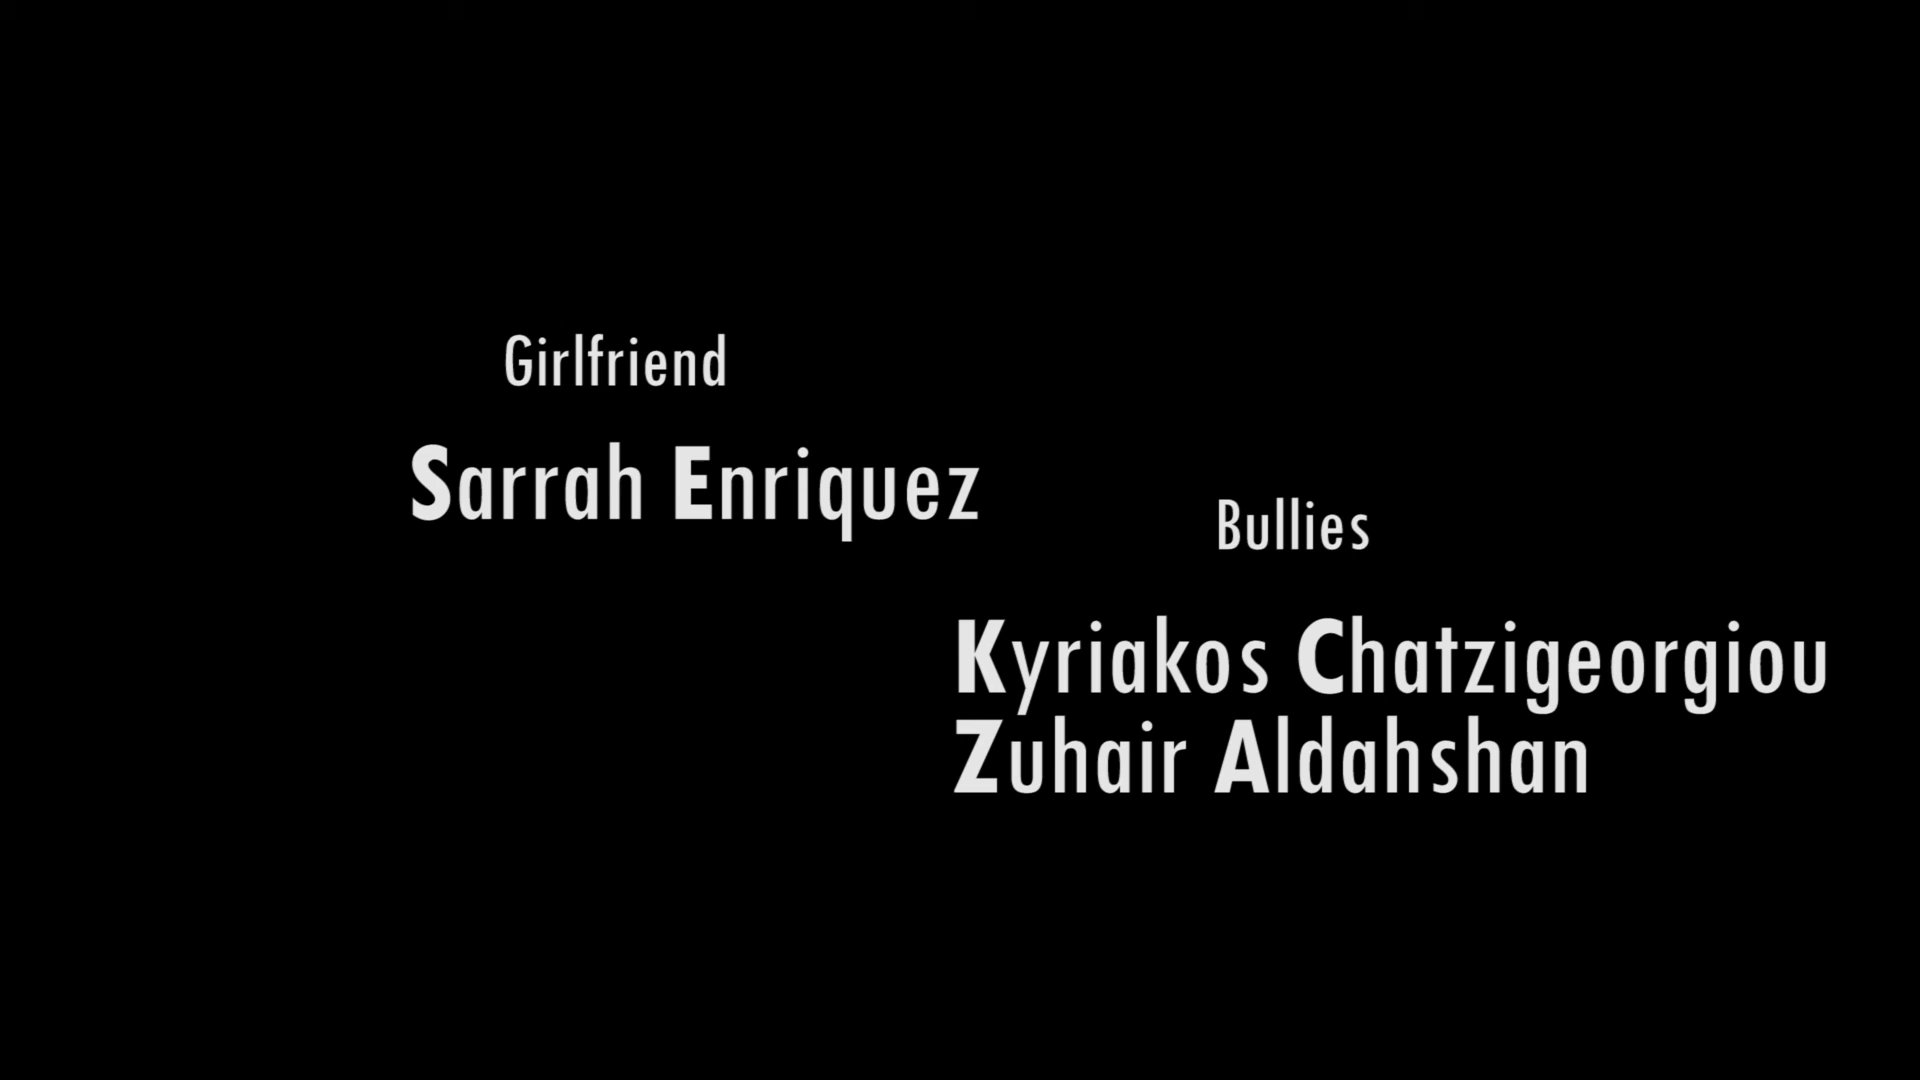 Girlfriend
Sarrah Enriquez
Bullies
Kyriakos Chatzigeorgiou
Zuhair Aldahshan